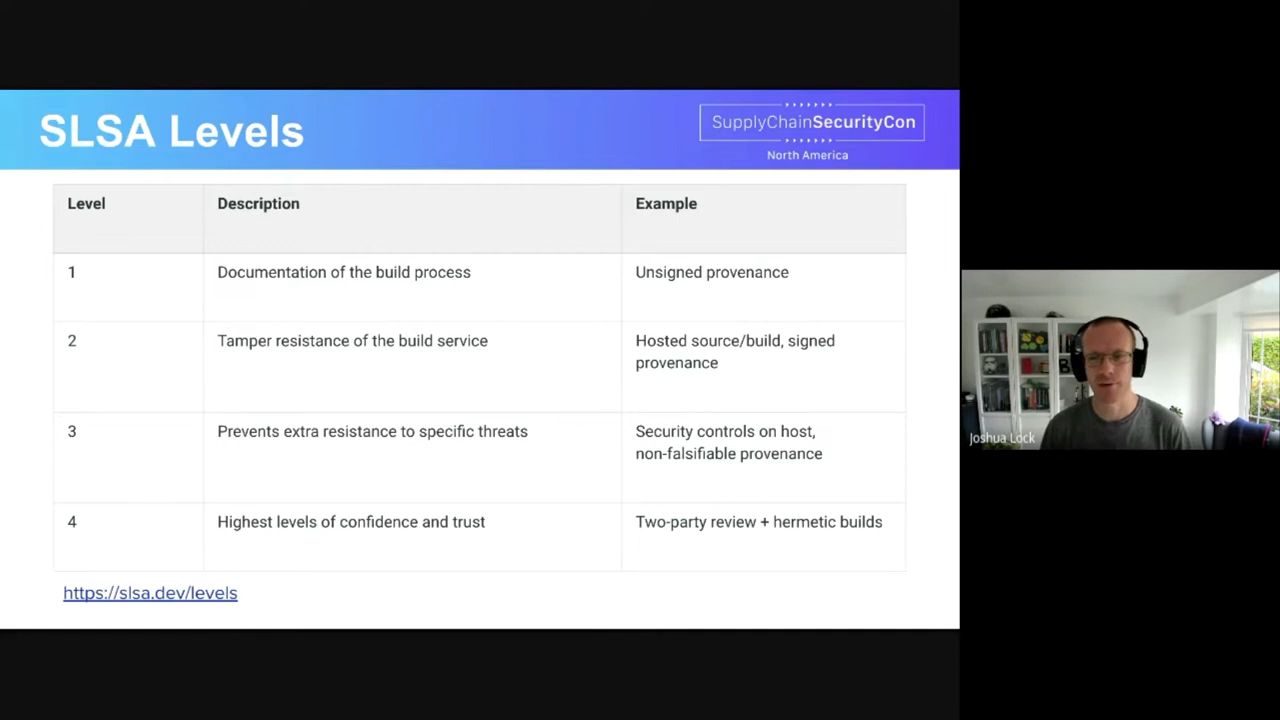 SLSA Levels
SupplyChainSecurityCon
North America
Level Description Example
1 Documentation of the build process Unsigned provenance
2 Tamper resistance of the build service Hosted source/build, signed
provenance
3 Prevents extra resistance to specific threats Security controls on host,
non-falsifiable provenance
4 Highest levels of confidence and trust Two-party review + hermetic builds
https://slsa.dev/levels
Joshua Lock